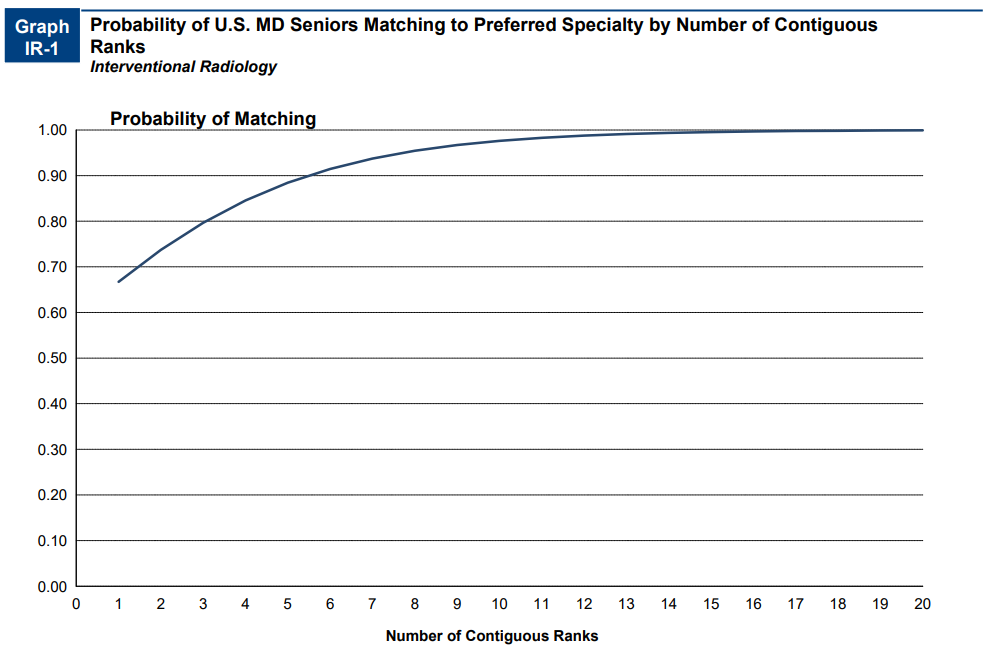 Graph
IR-1
Probability of U.S. MD Seniors Matching to Preferred Specialty by Number of Contiguous
Ranks
Interventional Radiology
Probability of Matching
1.00
0.90
0.80
0.70
0.60
0.50
0.40
0.30
0.20
0.10
0.00
0 1 2 3 4 5 6 7 8 9 10 11 12 13 14 15 16 17 18 19 20
Number of Contiguous Ranks